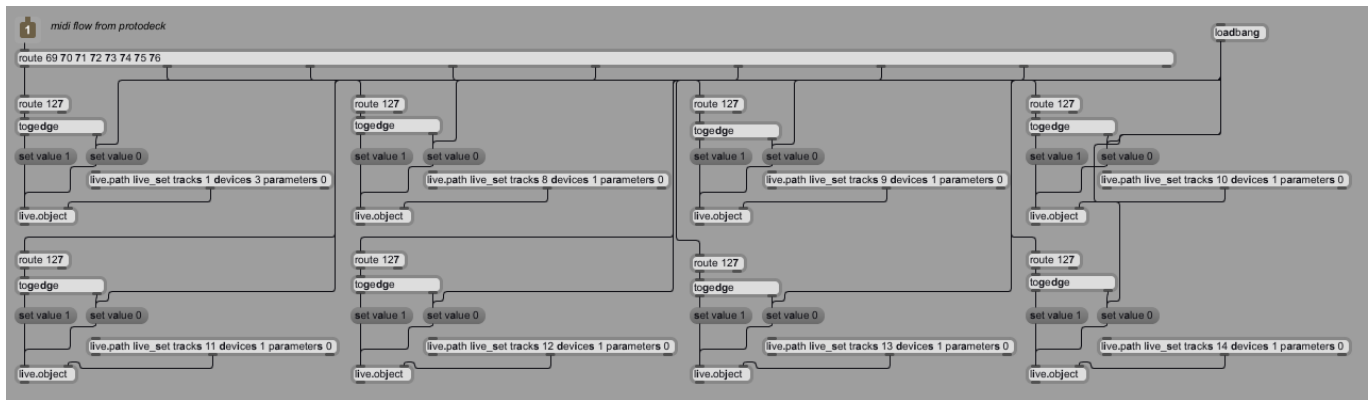 1
midi flow from protodeck
loadbang
route 69 70 71 72 73 74 75 76
route 127
route 127
route 127
route 127
togedge
togedge
togedge
togedge
set value 1
set value 0
set value 1
set value 0
set value 1
set value 0
set value 1
set value 0
live.path live_set tracks 1 devices 3 parameters 0
live.path live_set tracks 8 devices 1 parameters 0
live.path live_set tracks 9 devices 1 parameters 0
live.path live_set tracks 10 devices 1 parameters 0
live.object
live.object
live.object
live.object
route 127
route 127
route 127
route 127
togedge
togedge
togedge
togedge
set value 1
set value 0
set value 1
set value 0
set value 1
set value 0
set value 1
set value 0
live.path live_set tracks 11 devices 1 parameters 0
live.path live_set tracks 12 devices 1 parameters 0
live.path live_set tracks 13 devices 1 parameters 0
live.path live_set tracks 14 devices 1 parameters 0
live.object
live.object
live.object
live.object